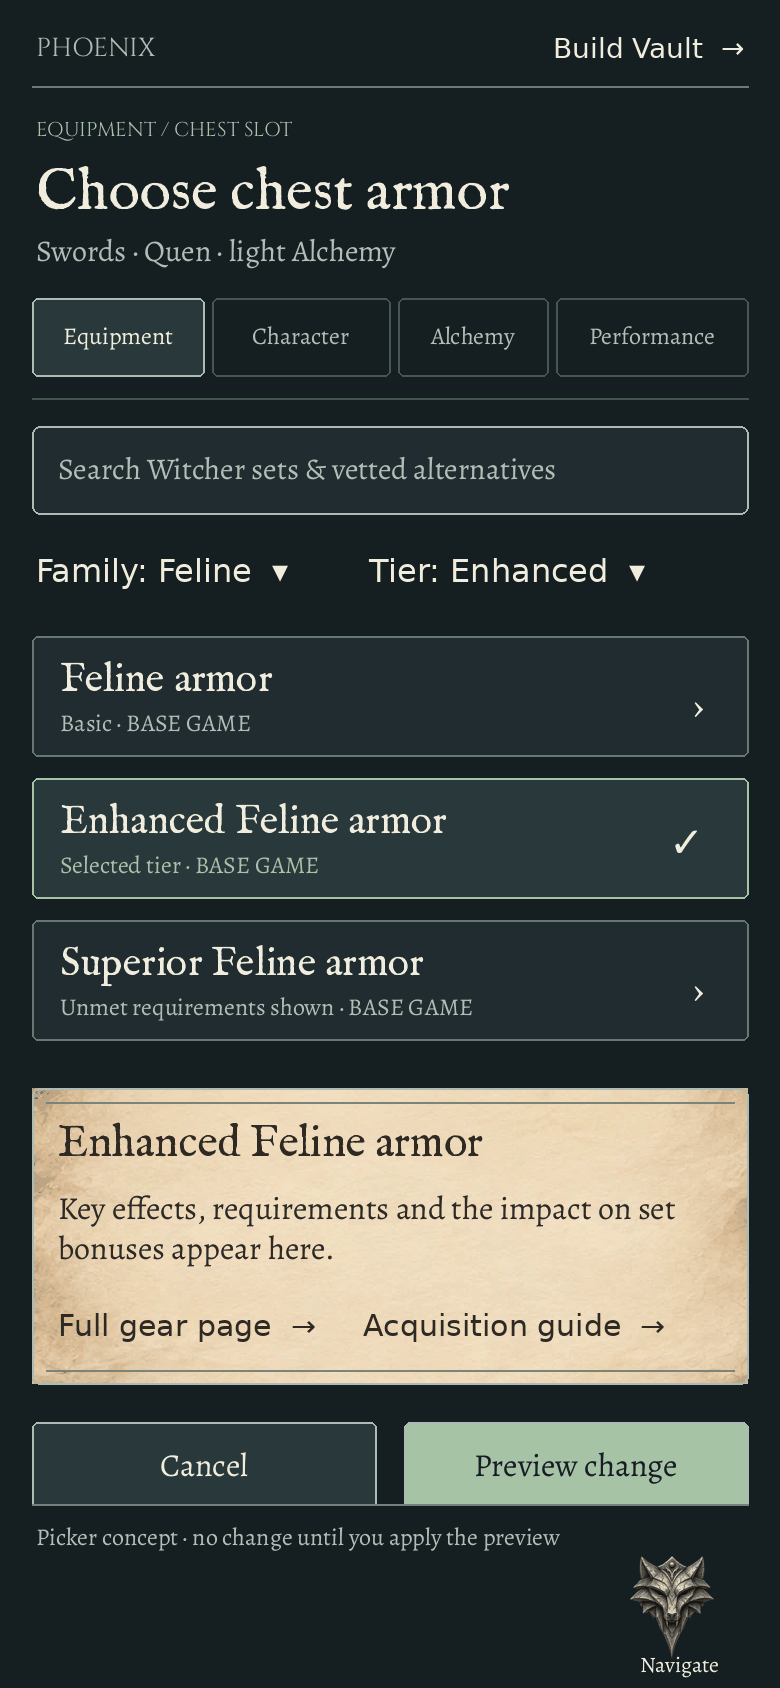 PHOENIX
Build Vault →
EQUIPMENT / CHEST SLOT
Choose chest armor
Swords · Quen · light Alchemy
Equipment
Character
Alchemy
Performance
Search Witcher sets & vetted alternatives
Family: Feline ▼
Tier: Enhanced ▼
Feline armor
Basic · BASE GAME
›
Enhanced Feline armor
Selected tier · BASE GAME
✓
Superior Feline armor
Unmet requirements shown · BASE GAME
›
Enhanced Feline armor
Key effects, requirements and the impact on set
bonuses appear here.
Full gear page →
Acquisition guide →
Cancel
Preview change
Picker concept · no change until you apply the preview
Navigate